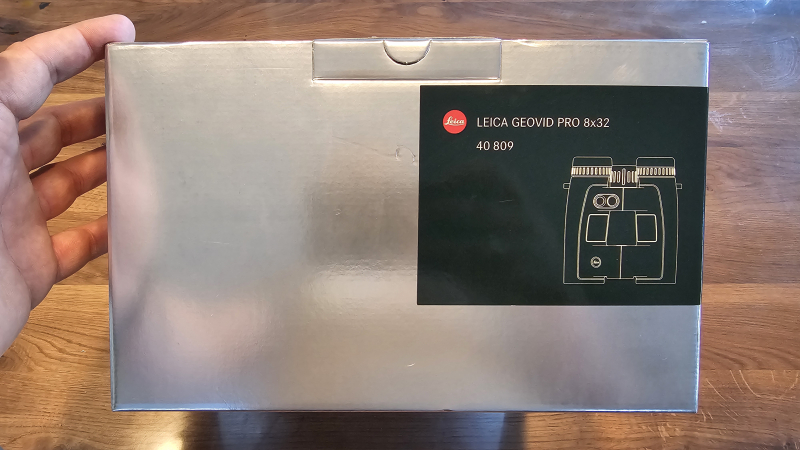 Leica
LEICA GEOVID PRO 8x32
40 809